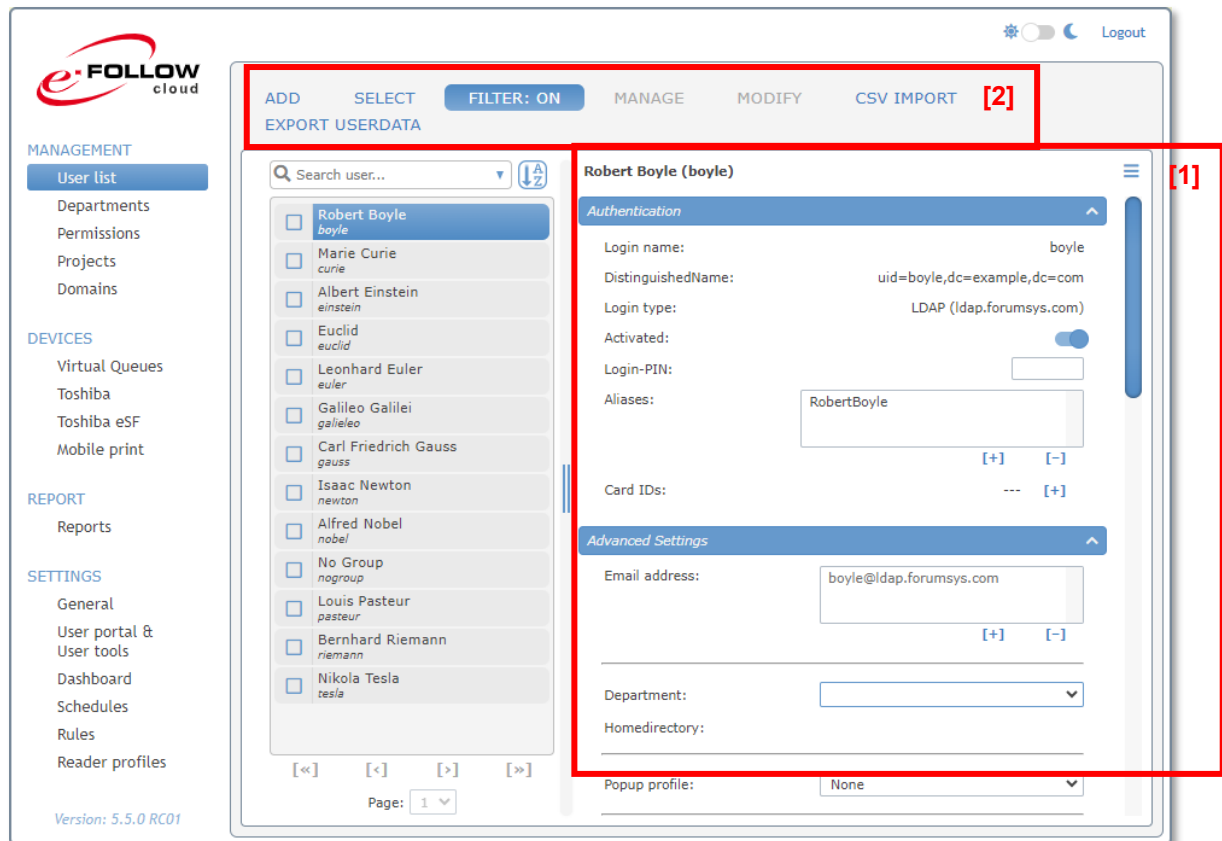 Logout
e-FOLLOW
cloud
ADD SELECT FILTER: ON MANAGE MODIFY CSV IMPORT [2]
EXPORT USERDATA
MANAGEMENT
User list
Departments
Permissions
Projects
Domains
DEVICES
Virtual Queues
Toshiba
Toshiba eSF
Mobile print
REPORT
Reports
SETTINGS
General
User portal &
User tools
Dashboard
Schedules
Rules
Reader profiles
Version: 5.5.0 RC01
Search user...
A
Z
Robert Boyle
boyle
Marie Curie
curie
Albert Einstein
einstein
Euclid
euclid
Leonhard Euler
euler
Galileo Galilei
galieleo
Carl Friedrich Gauss
gauss
Isaac Newton
newton
Alfred Nobel
nobel
No Group
nogroup
Louis Pasteur
pasteur
Bernhard Riemann
riemann
Nikola Tesla
tesla
[«] [‹] [›] [»]
Page: 1
Robert Boyle (boyle)
[1]
Authentication
Login name: boyle
DistinguishedName: uid=boyle,dc=example,dc=com
Login type: LDAP (ldap.forumsys.com)
Activated:
Login-PIN:
Aliases: RobertBoyle
[+] [-]
Card IDs: --- [+]
Advanced Settings
Email address: boyle@ldap.forumsys.com
[+] [-]
Department:
Homedirectory:
Popup profile: None